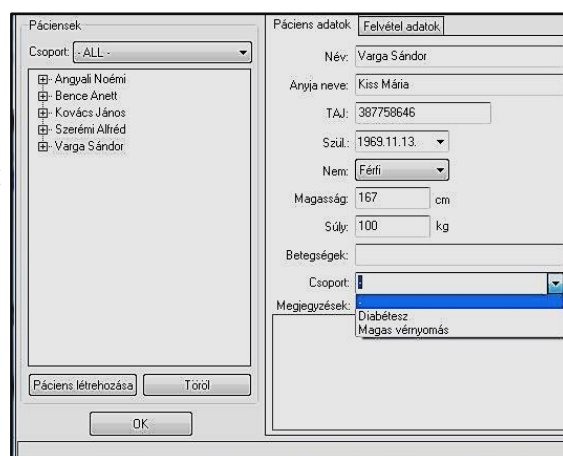 Páciensek
Csoport: - ALL -
Angyali Noémi
Bence Anett
Kovács János
Szerémi Alfréd
Varga Sándor
Páciens létrehozása
Töröl
OK
Páciens adatok
Felvétel adatok
Név: Varga Sándor
Anyja neve: Kiss Mária
TAJ: 387758646
Szül.: 1969.11.13.
Nem: Férfi
Magasság: 167 cm
Súly: 100 kg
Betegségek:
Csoport: -
-
Megjegyzések:
Diabétesz
Magas vérnyomás